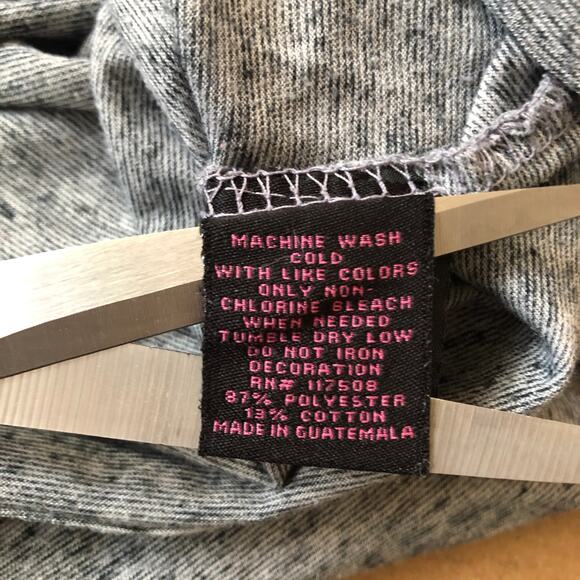 MACHINE WASH
COLD
WITH LIKE COLORS
ONLY NON-
CHLORINE BLEACH
WHEN NEEDED
TUMBLE DRY LOW
DO NOT IRON
DECORATION
RN# 117508
87% POLYESTER
13% COTTON
MADE IN GUATEMALA